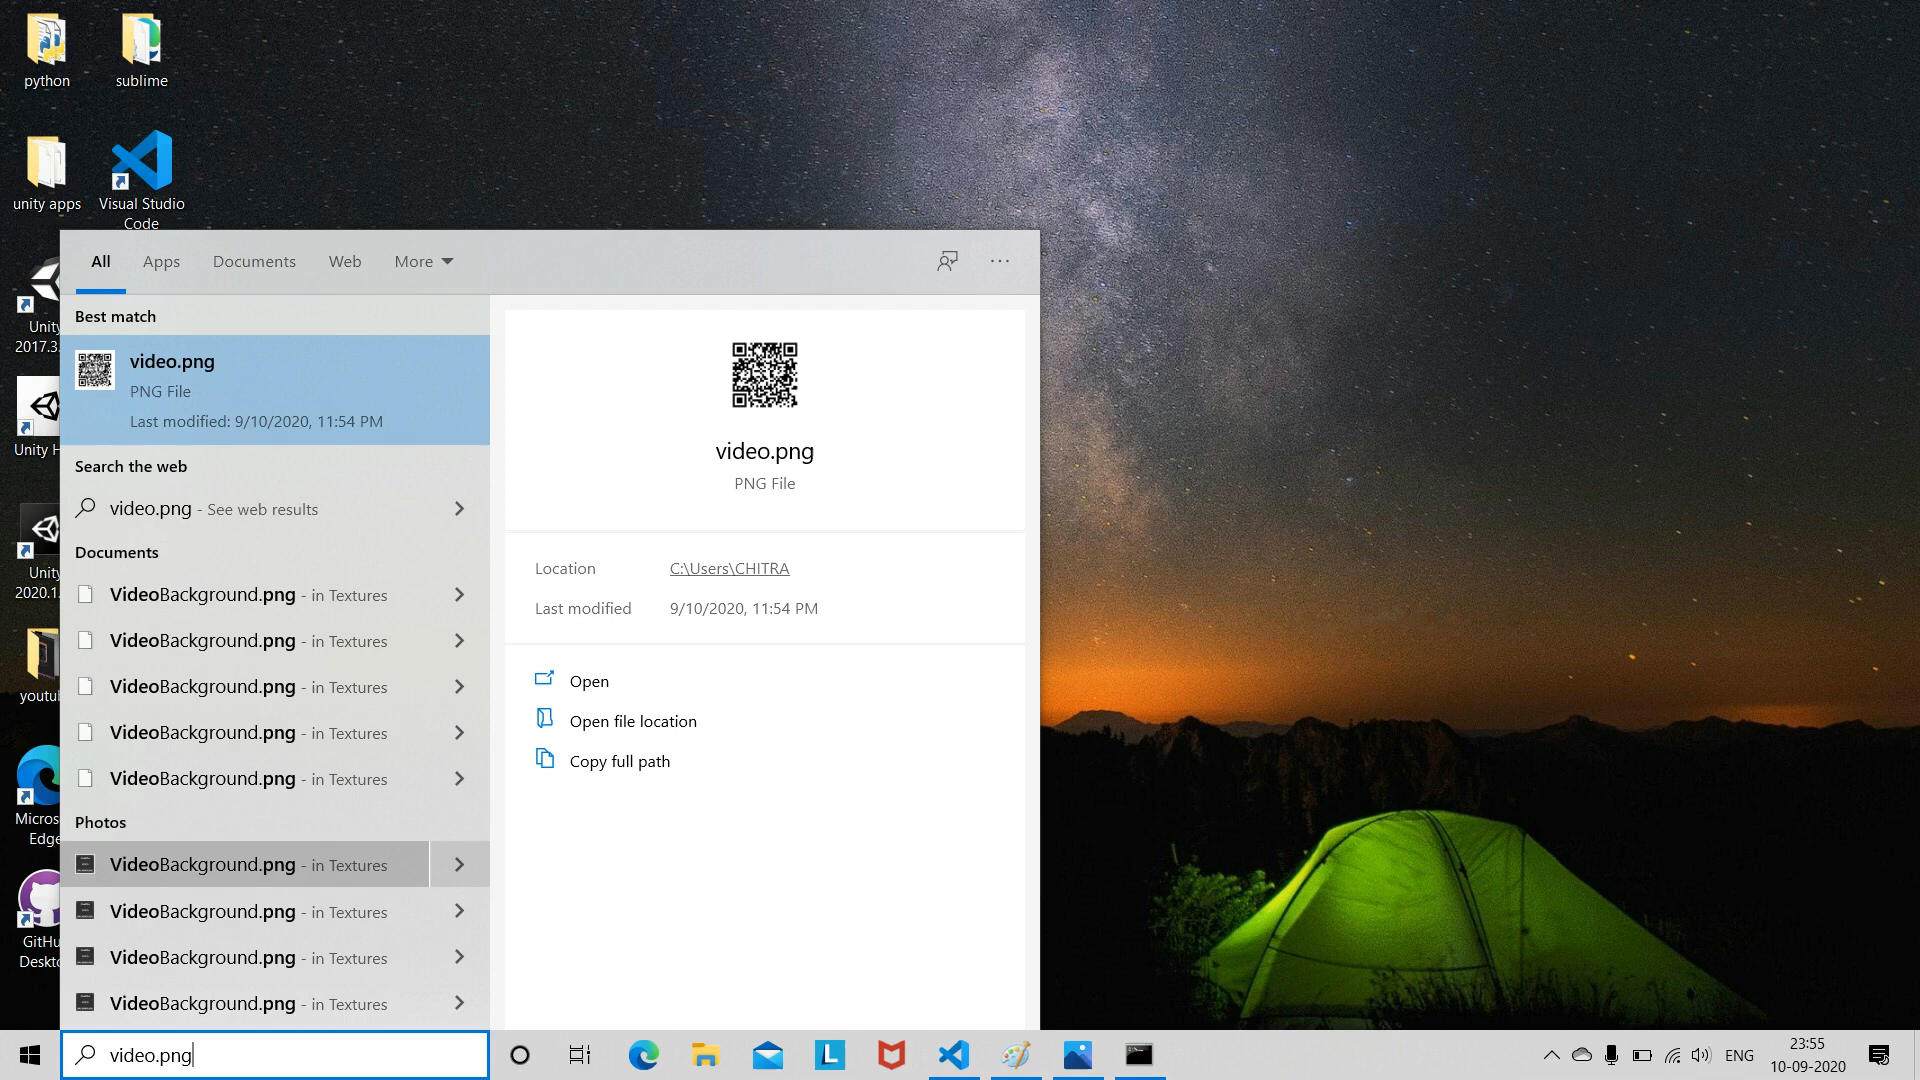 python
sublime
unity apps
Visual Studio
Code
All
Apps
Documents
Web
More
Unity
2017.3.
Unity H
Unity
2020.1.
youtub
Micros
Edge
GitHu
Deskto
Best match
video.png
PNG File
Last modified: 9/10/2020, 11:54 PM
Search the web
video.png - See web results
Documents
VideoBackground.png - in Textures
VideoBackground.png - in Textures
VideoBackground.png - in Textures
VideoBackground.png - in Textures
VideoBackground.png - in Textures
Photos
VideoBackground.png - in Textures
VideoBackground.png - in Textures
VideoBackground.png - in Textures
VideoBackground.png - in Textures
video.png
PNG File
Location C:\Users\CHITRA
Last modified 9/10/2020, 11:54 PM
Open
Open file location
Copy full path
video.png
L
ENG
23:55
10-09-2020